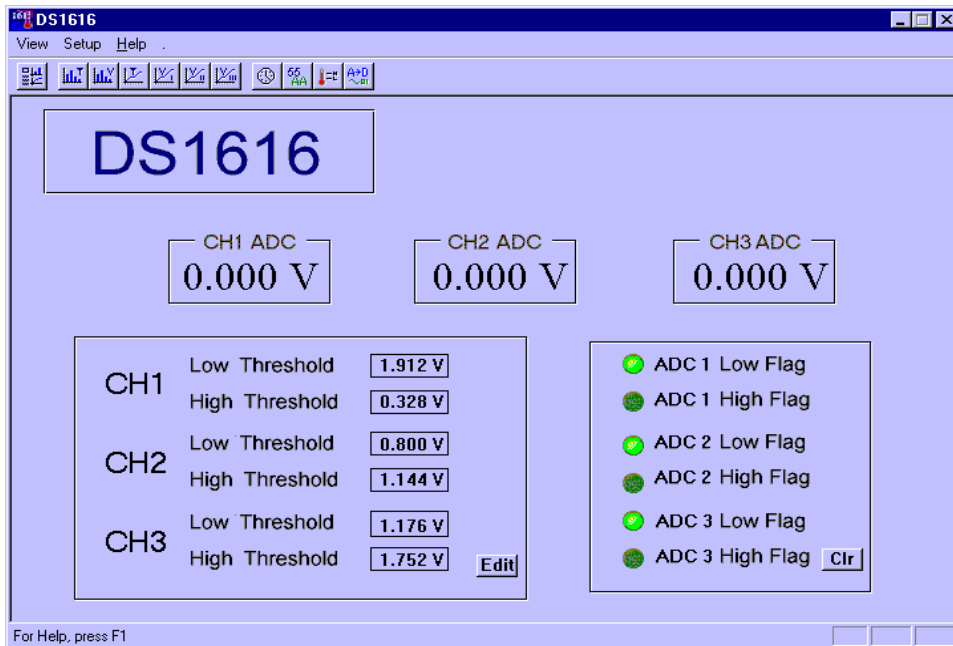 DS1616
View Setup Help .
DS1616
CH1 ADC
0.000 V
CH2 ADC
0.000 V
CH3 ADC
0.000 V
CH1
Low Threshold 1.912 V
High Threshold 0.328 V
CH2
Low Threshold 0.800 V
High Threshold 1.144 V
CH3
Low Threshold 1.176 V
High Threshold 1.752 V
Edit
ADC 1 Low Flag
ADC 1 High Flag
ADC 2 Low Flag
ADC 2 High Flag
ADC 3 Low Flag
ADC 3 High Flag Clr
For Help, press F1